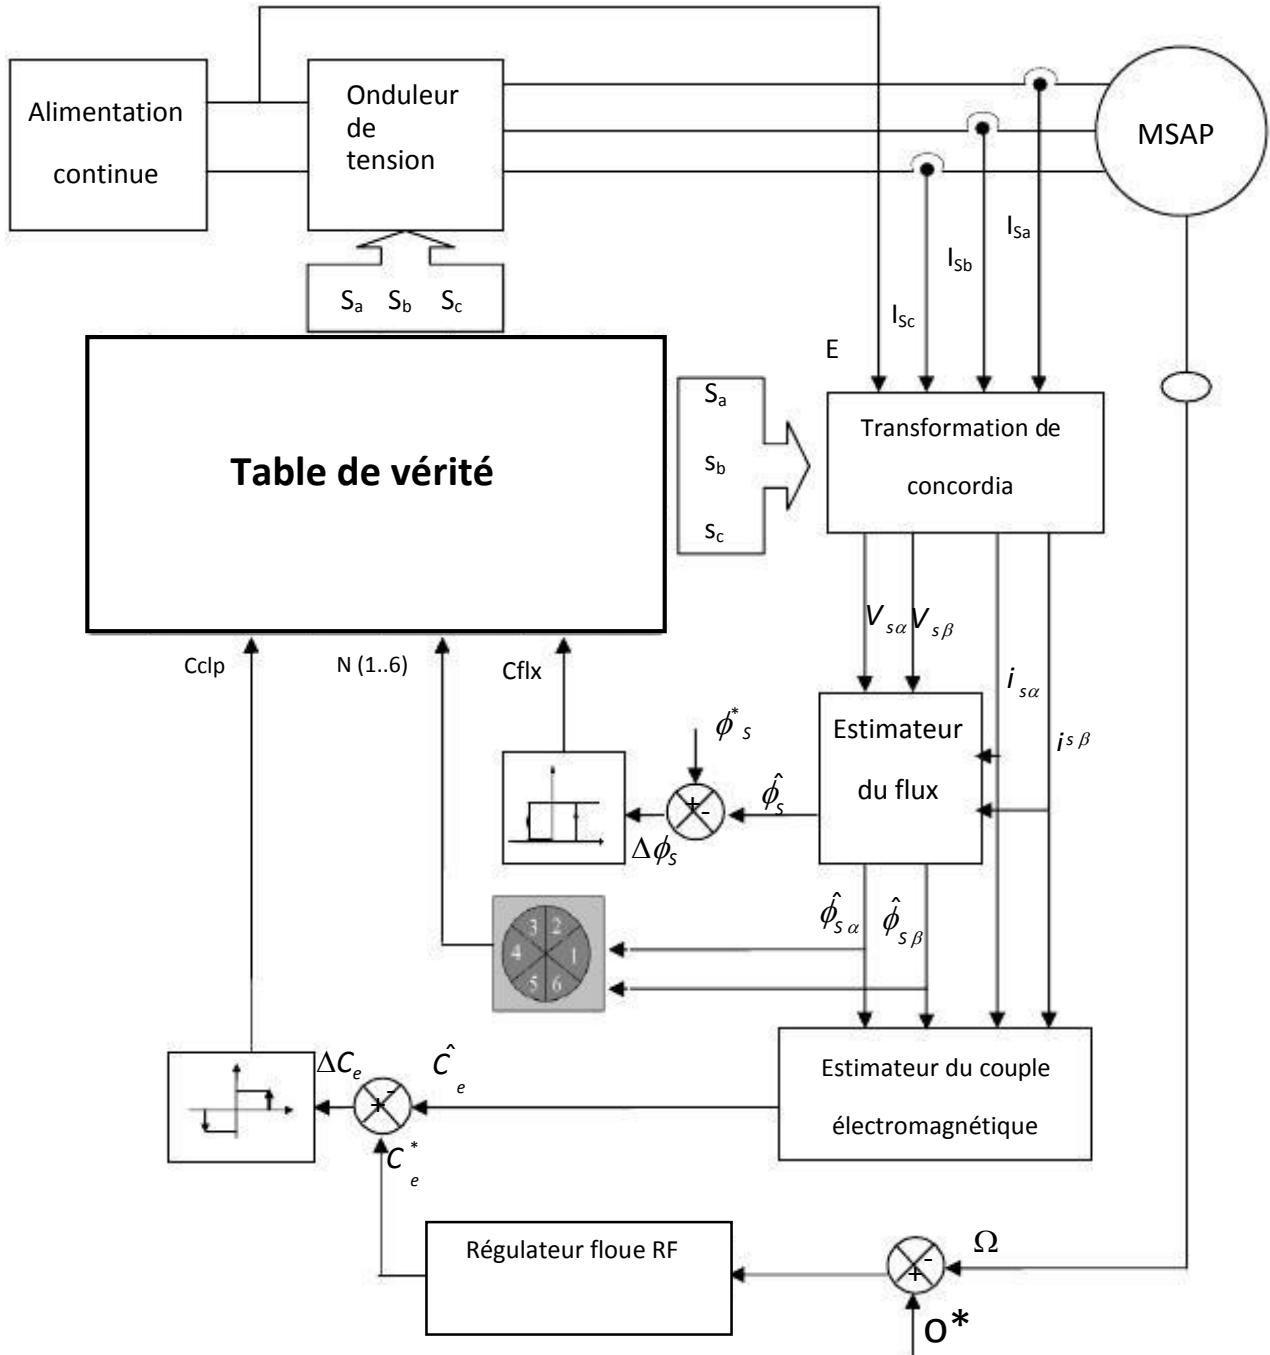 Alimentation
continue
Onduleur
de
tension
MSAP
I_Sa
I_Sb
I_Sc
E
S_a S_b S_c
Table de vérité
S_a
s_b
s_c
Transformation de
concordia
V_sα V_sβ
i_sα
i^sβ
Cclp
N (1..6)
Cflx
ϕ*_s
+
-
Δϕ_s
ϕ̂_s
Estimateur
du flux
ϕ̂_sα
ϕ̂_sβ
3 2
4 1
5 6
Estimateur du couple
électromagnétique
ΔC_e
-
+
Ĉ_e
C_e^*
Régulateur floue RF
-
+
Ω
O*